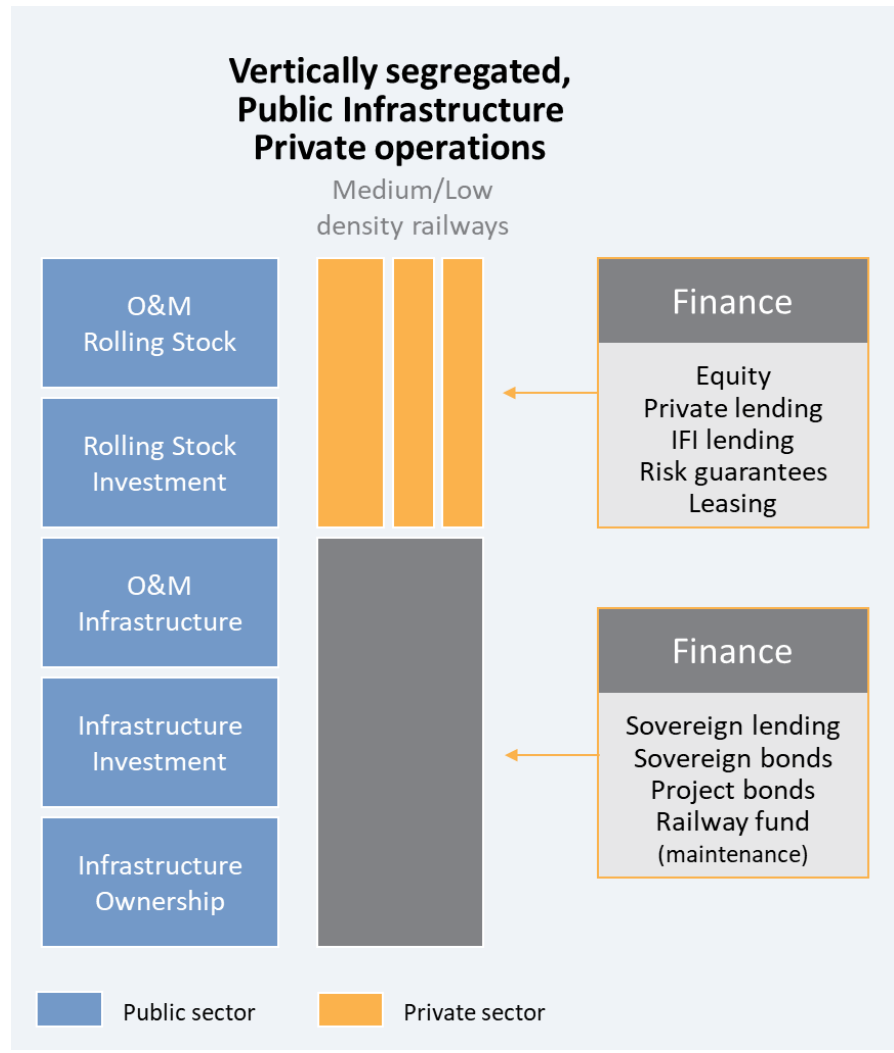 Vertically segregated,
Public Infrastructure
Private operations
Medium/Low
density railways
O&M
Rolling Stock
Rolling Stock
Investment
O&M
Infrastructure
Infrastructure
Investment
Infrastructure
Ownership
Finance
Equity
Private lending
IFI lending
Risk guarantees
Leasing
Finance
Sovereign lending
Sovereign bonds
Project bonds
Railway fund
(maintenance)
Public sector
Private sector